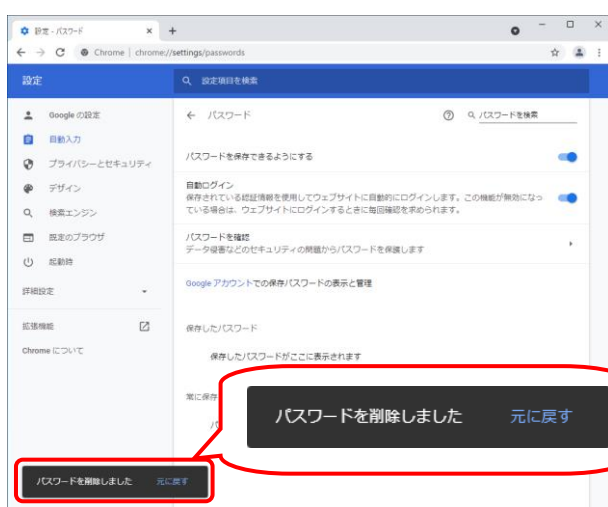 設定 - パスワード
Chrome | chrome://settings/passwords
設定
設定項目を検索
Google の設定
自動入力
プライバシーとセキュリティ
デザイン
検索エンジン
既定のブラウザ
起動時
詳細設定
拡張機能
Chrome について
パスワード
パスワードを検索
パスワードを保存できるようにする
自動ログイン
保存されている認証情報を使用してウェブサイトに自動的にログインします。この機能が無効になっ
ている場合は、ウェブサイトにログインするときに毎回確認を求められます。
パスワードを確認
データ侵害などのセキュリティの問題からパスワードを保護します
Google アカウントでの保存パスワードの表示と管理
保存したパスワード
保存したパスワードがここに表示されます
常に保存
パスワードを削除しました 元に戻す
パスワードを削除しました 元に戻す